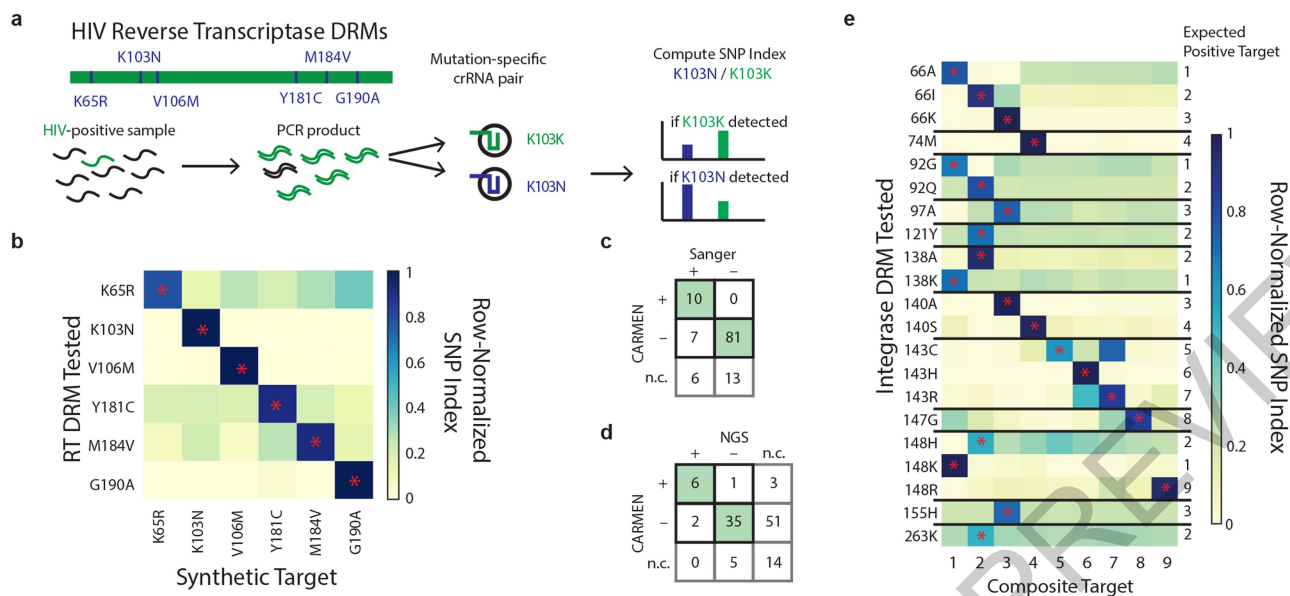 a
HIV Reverse Transcriptase DRMs
K103N
M184V
K65R
V106M
Y181C
G190A
HIV-positive sample
PCR product
Mutation-specific
crRNA pair
K103K
K103N
Compute SNP Index
K103N / K103K
if K103K detected
if K103N detected
b
RT DRM Tested
K65R
K103N
V106M
Y181C
M184V
G190A
*
*
*
*
*
*
K65R
K103N
V106M
Y181C
M184V
G190A
Synthetic Target
1
0.8
0.6
0.4
0.2
0
Row-Normalized
SNP Index
c
Sanger
+ −
CARMEN
+ 10 0
− 7 81
n.c. 6 13
d
NGS
+ − n.c.
CARMEN
+ 6 1 3
− 2 35 51
n.c. 0 5 14
e
Expected
Positive Target
Integrase DRM Tested
66A * 1
66I * 2
66K * 3
74M * 4
92G * 1
92Q * 2
97A * 3
121Y * 2
138A * 2
138K * 1
140A * 3
140S * 4
143C * 5
143H * 6
143R * 7
147G * 8
148H * 2
148K * 1
148R * 9
155H * 3
263K * 2
1 2 3 4 5 6 7 8 9
Composite Target
1
0.8
0.6
0.4
0.2
0
Row-Normalized SNP Index
PREVIE